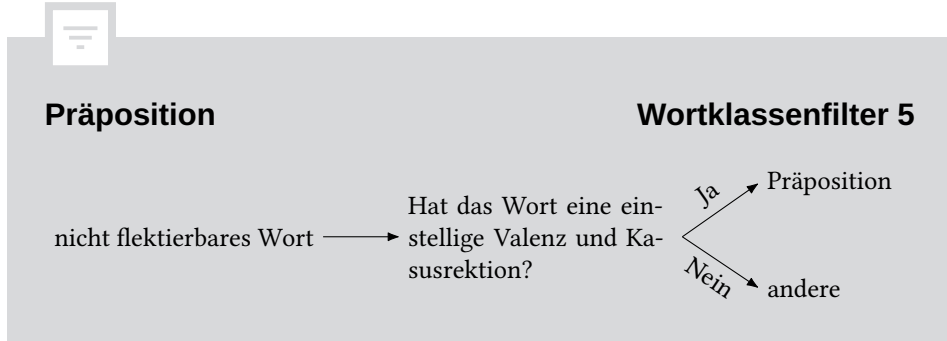 Präposition
Wortklassenfilter 5
nicht flektierbares Wort
Hat das Wort eine ein-
stellige Valenz und Ka-
susrektion?
Ja
Präposition
Nein
andere